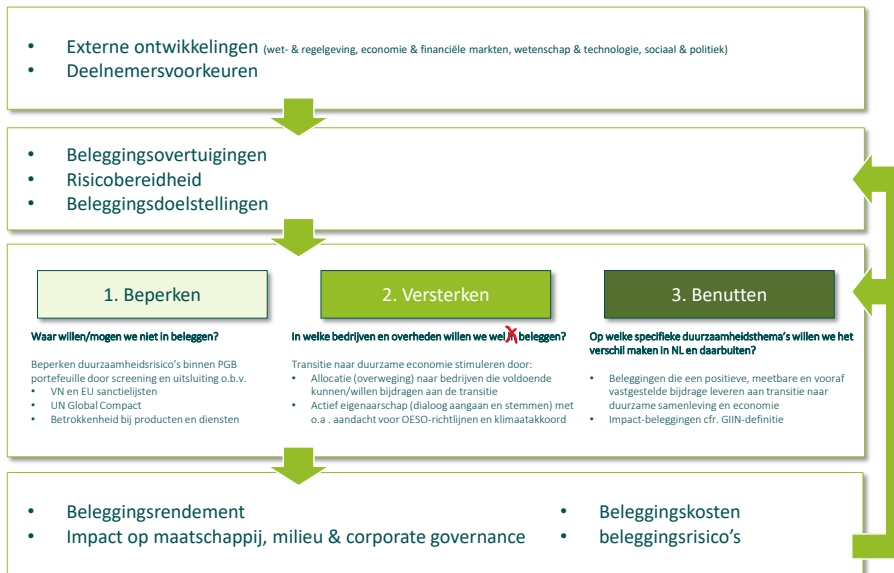 • Externe ontwikkelingen (wet- & regelgeving, economie & financiële markten, wetenschap & technologie, sociaal & politiek)
• Deelnemersvoorkeuren
• Beleggingsovertuigingen
• Risicobereidheid
• Beleggingsdoelstellingen
1. Beperken
Waar willen/mogen we niet in beleggen?
Beperken duurzaamheidsrisico's binnen PGB
portefeuille door screening en uitsluiting o.b.v.
• VN en EU sanctielijsten
• UN Global Compact
• Betrokkenheid bij producten en diensten
2. Versterken
In welke bedrijven en overheden willen we wel in beleggen?
Transitie naar duurzame economie stimuleren door:
• Allocatie (overweging) naar bedrijven die voldoende
kunnen/willen bijdragen aan de transitie
• Actief eigenaarschap (dialoog aangaan en stemmen) met
o.a . aandacht voor OESO-richtlijnen en klimaatakkoord
3. Benutten
Op welke specifieke duurzaamheidsthema's willen we het
verschil maken in NL en daarbuiten?
• Beleggingen die een positieve, meetbare en vooraf
vastgestelde bijdrage leveren aan transitie naar
duurzame samenleving en economie
• Impact-beleggingen cfr. GIIN-definitie
• Beleggingsrendement
• Impact op maatschappij, milieu & corporate governance
• Beleggingskosten
• beleggingsrisico's